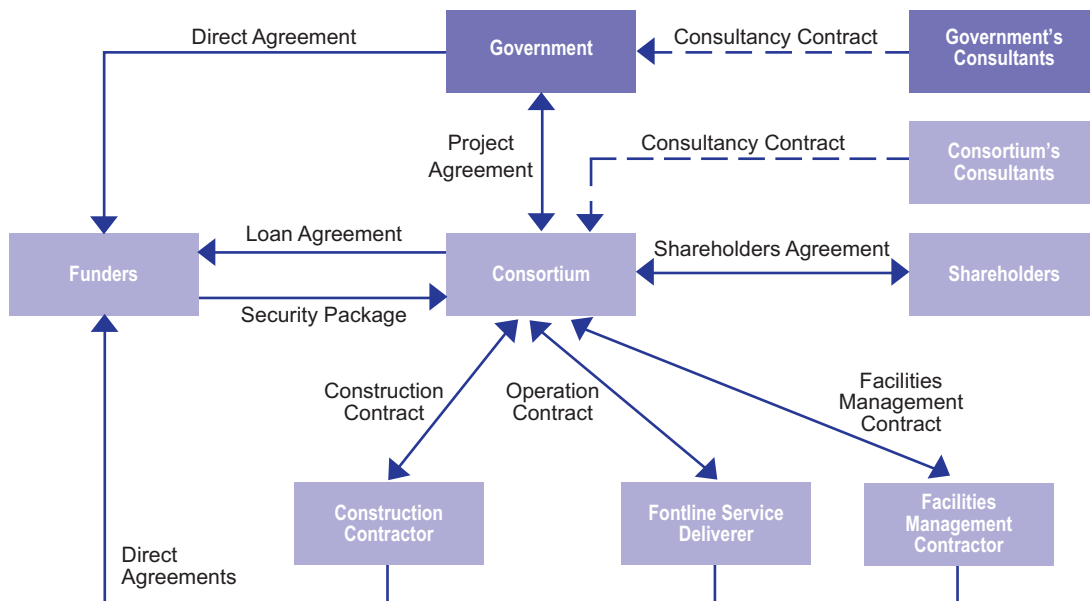 Direct Agreement
Government
Consultancy Contract
Government’s
Consultants
Project
Agreement
Consultancy Contract
Consortium’s
Consultants
Funders
Loan Agreement
Security Package
Consortium
Shareholders Agreement
Shareholders
Construction
Contract
Operation
Contract
Facilities
Management
Contract
Construction
Contractor
Fontline Service
Deliverer
Facilities
Management
Contractor
Direct
Agreements